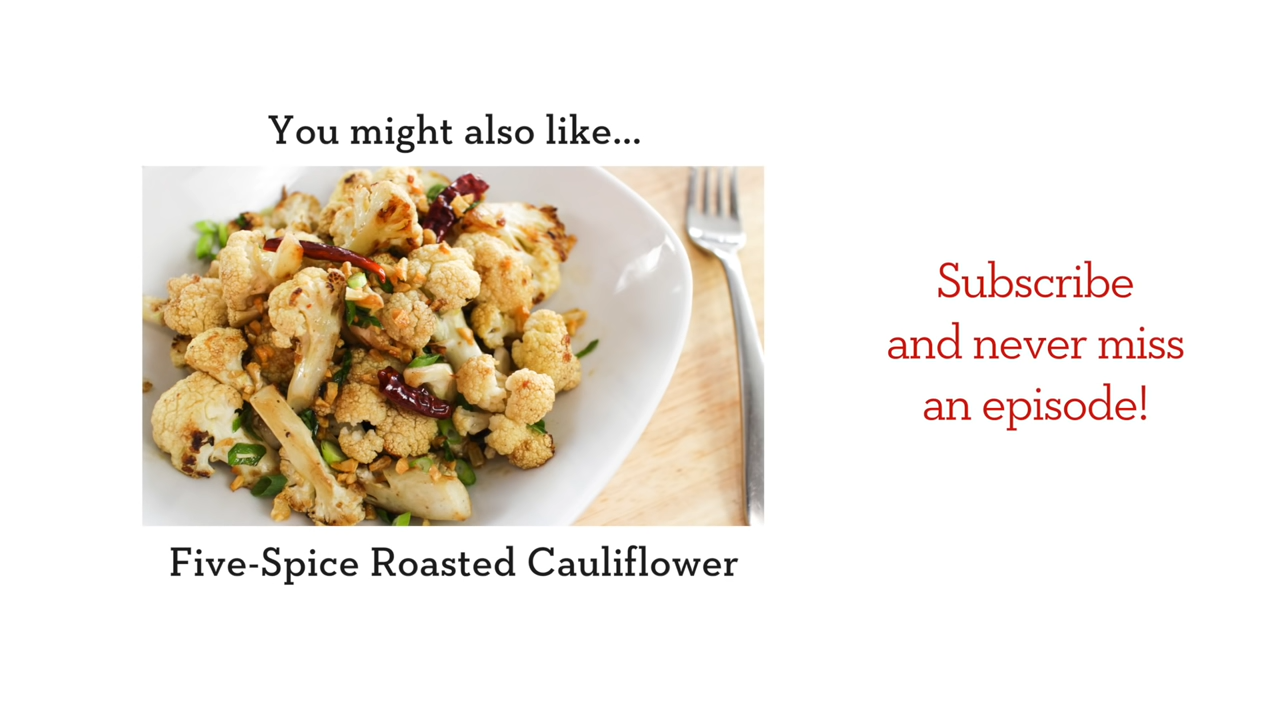 You might also like...
Five-Spice Roasted Cauliflower
Subscribe
and never miss
an episode!